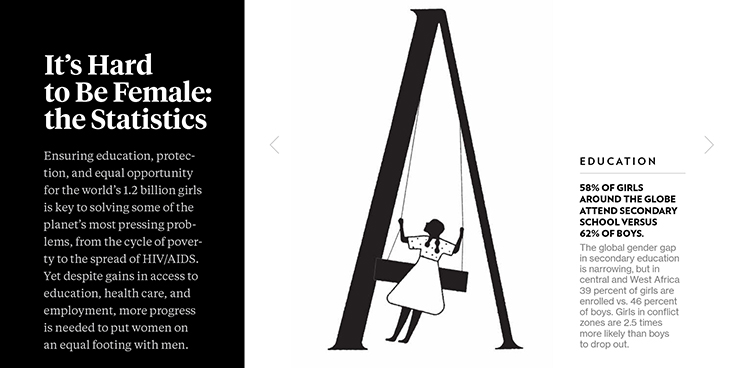 It's Hard
to Be Female:
the Statistics
Ensuring education, protec-
tion, and equal opportunity
for the world's 1.2 billion girls
is key to solving some of the
planet's most pressing prob-
lems, from the cycle of pover-
ty to the spread of HIV/AIDS.
Yet despite gains in access to
education, health care, and
employment, more progress
is needed to put women on
an equal footing with men.
A
EDUCATION
58% OF GIRLS
AROUND THE GLOBE
ATTEND SECONDARY
SCHOOL VERSUS
62% OF BOYS.
The global gender gap
in secondary education
is narrowing, but in
central and West Africa
39 percent of girls are
enrolled vs. 46 percent
of boys. Girls in conflict
zones are 2.5 times
more likely than boys
to drop out.